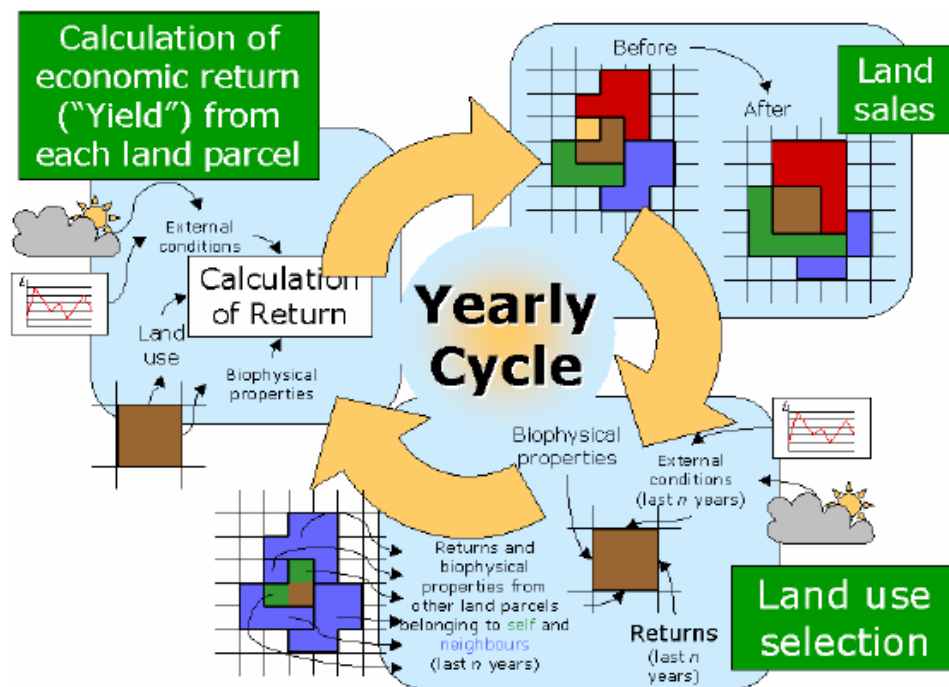 Calculation of
economic return
("Yield") from
each land parcel
External
conditions
£
Calculation
of Return
Land
use
Biophysical
properties
Before
After
Land
sales
Yearly
Cycle
Biophysical
properties
External
conditions
(last n years)
£
Returns and
biophysical
properties from
other land parcels
belonging to self and
neighbours
(last n years)
Returns
(last n
years)
Land use
selection